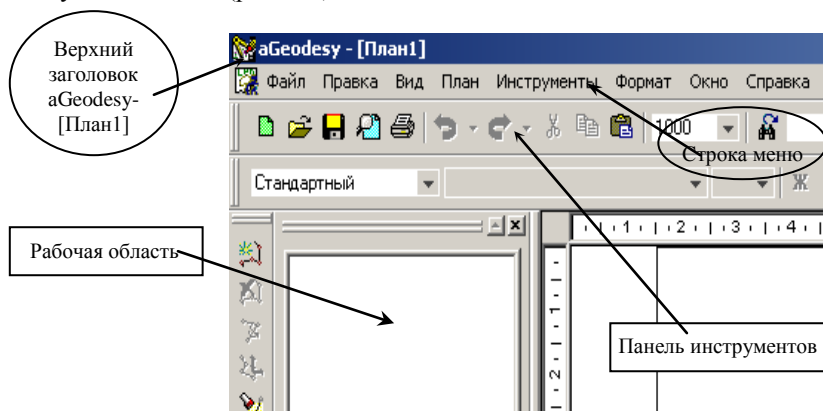 Верхний
заголовок
aGeodesy-
[План1]
aGeodesy - [План1]
Файл Правка Вид План Инструменты Формат Окно Справка
1000
Строка меню
Стандартный Ж
1 2 3 4
Рабочая область
1
Панель инструментов
2